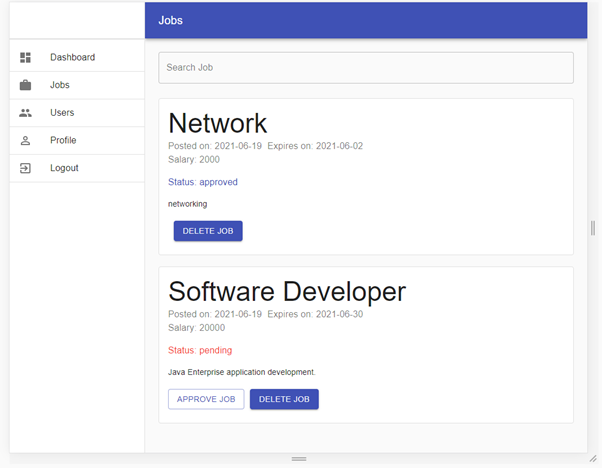 Jobs
Dashboard
Jobs
Users
Profile
Logout
Search Job
Network
Posted on: 2021-06-19 Expires on: 2021-06-02
Salary: 2000
Status: approved
networking
DELETE JOB
Software Developer
Posted on: 2021-06-19 Expires on: 2021-06-30
Salary: 20000
Status: pending
Java Enterprise application development.
APPROVE JOB DELETE JOB